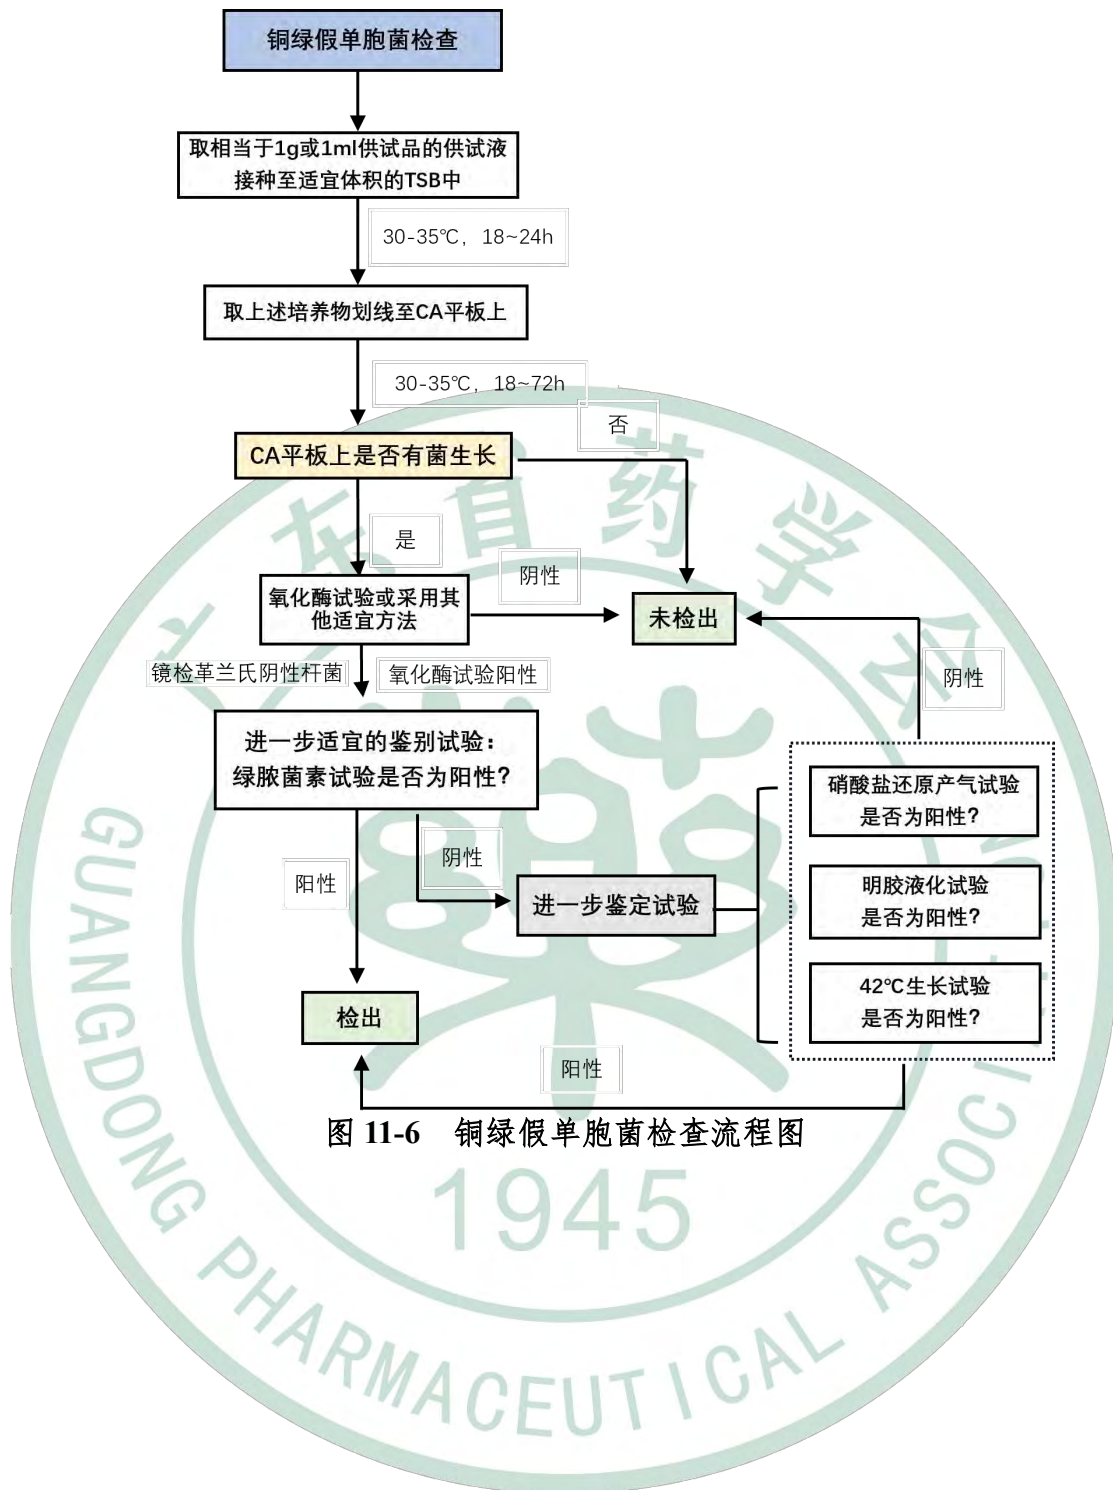 铜绿假单胞菌检查
取相当于1g或1ml供试品的供试液
接种至适宜体积的TSB中
30-35℃，18~24h
取上述培养物划线至CA平板上
30-35℃，18~72h
否
CA平板上是否有菌生长
是
阴性
氧化酶试验或采用其
他适宜方法
未检出
镜检革兰氏阴性杆菌
氧化酶试验阳性
阴性
进一步适宜的鉴别试验：
绿脓菌素试验是否为阳性？
硝酸盐还原产气试验
是否为阳性？
阳性
阴性
进一步鉴定试验
明胶液化试验
是否为阳性？
42℃生长试验
是否为阳性？
检出
阳性
图 11-6 铜绿假单胞菌检查流程图
广东省药学会
1945
GUANGDONG PHARMACEUTICAL ASSOCI